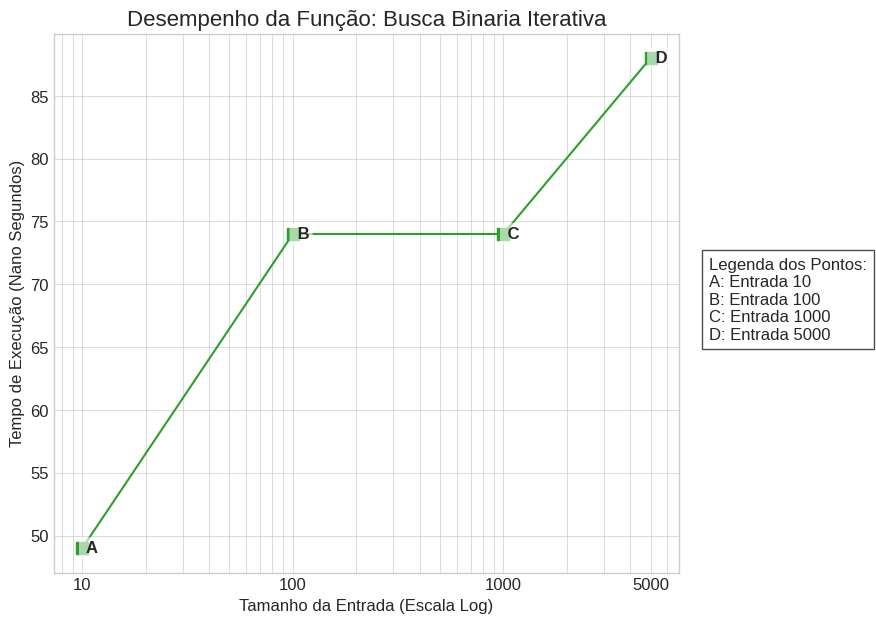 Desempenho da Função: Busca Binaria Iterativa
Tempo de Execução (Nano Segundos)
85
80
75
70
65
60
55
50
A
B
C
D
10
100
1000
5000
Tamanho da Entrada (Escala Log)
Legenda dos Pontos:
A: Entrada 10
B: Entrada 100
C: Entrada 1000
D: Entrada 5000